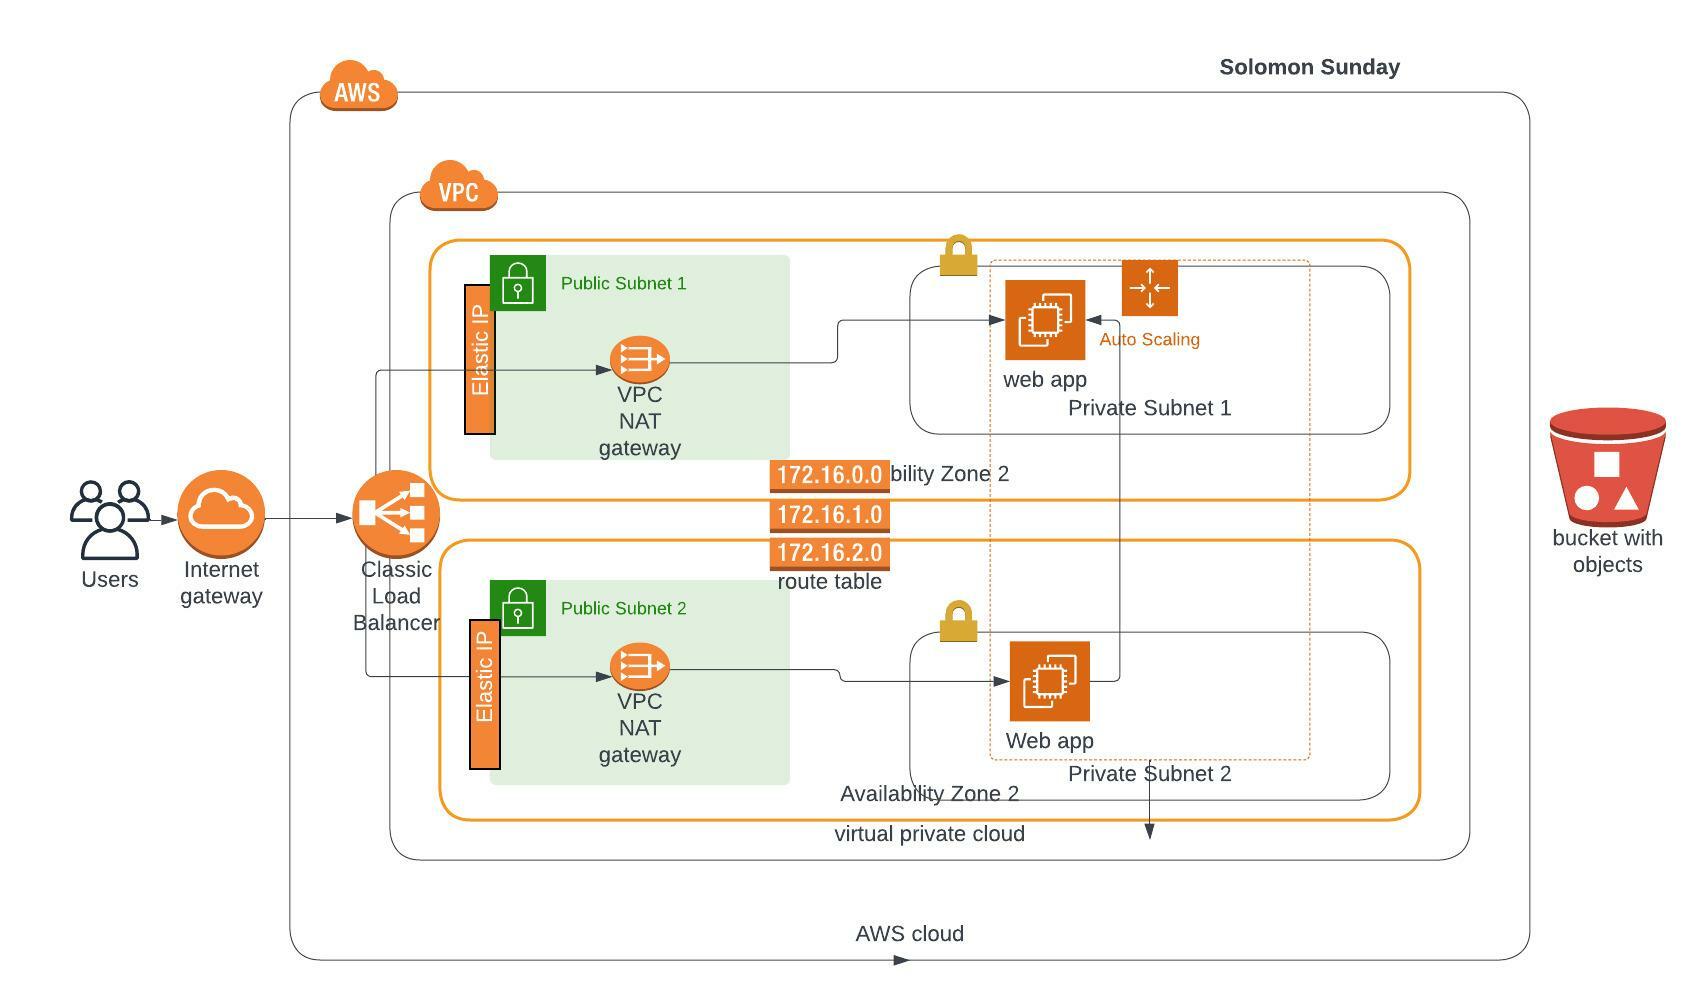 Solomon Sunday
AWS
VPC
Public Subnet 1
Elastic IP
VPC
NAT
gateway
Auto Scaling
web app
Private Subnet 1
172.16.0.0
bility Zone 2
172.16.1.0
172.16.2.0
route table
Users
Internet
gateway
Classic
Load
Balancer
bucket with
objects
Public Subnet 2
Elastic IP
VPC
NAT
gateway
Web app
Private Subnet 2
Availability Zone 2
virtual private cloud
AWS cloud